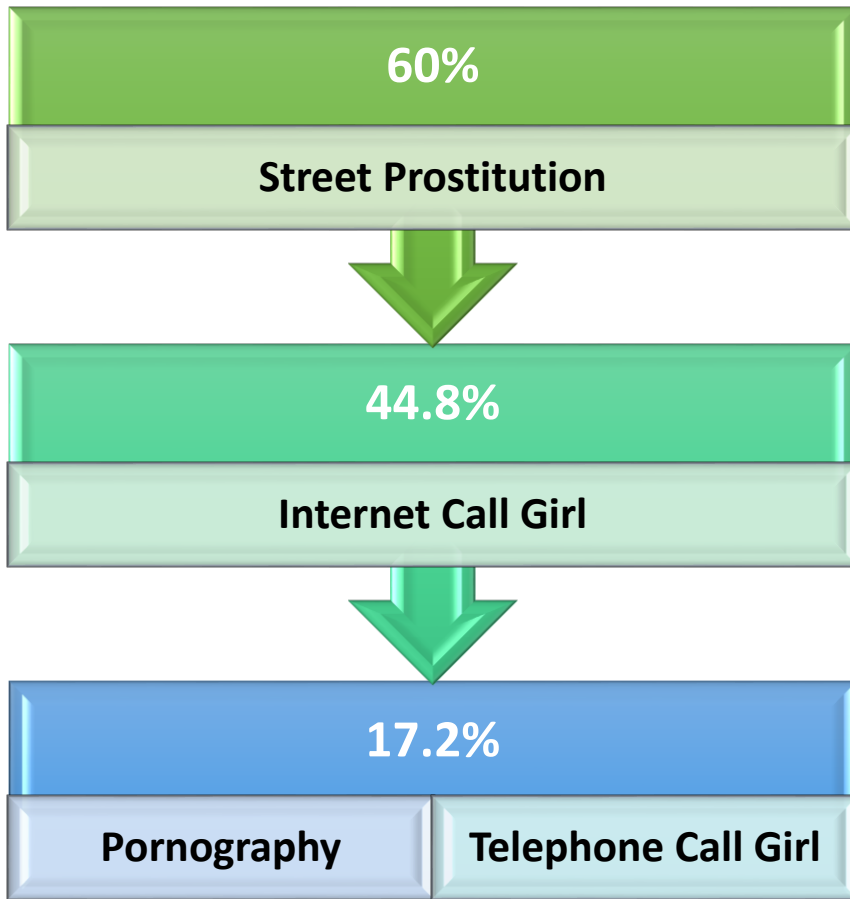 60%
Street Prostitution
44.8%
Internet Call Girl
17.2%
Pornography
Telephone Call Girl